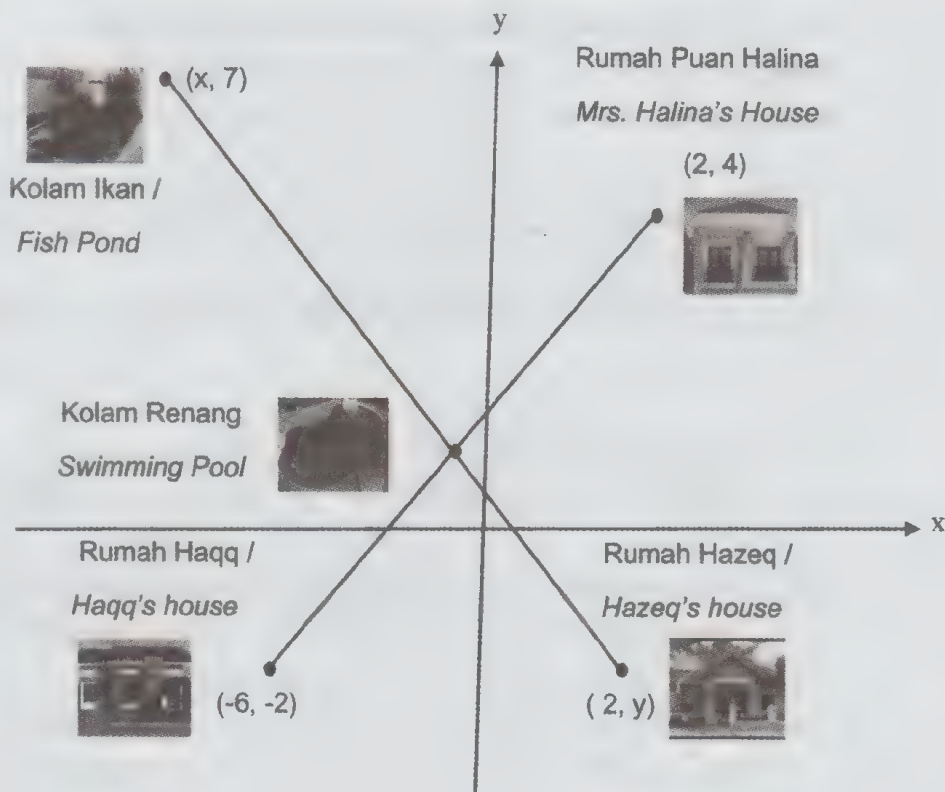 y
Rumah Puan Halina
Mrs. Halina's House
(2, 4)
(x, 7)
Kolam Ikan /
Fish Pond
Kolam Renang
Swimming Pool
x
Rumah Haqq /
Haqq's house
(-6, -2)
Rumah Hazeq /
Hazeq's house
( 2, y)